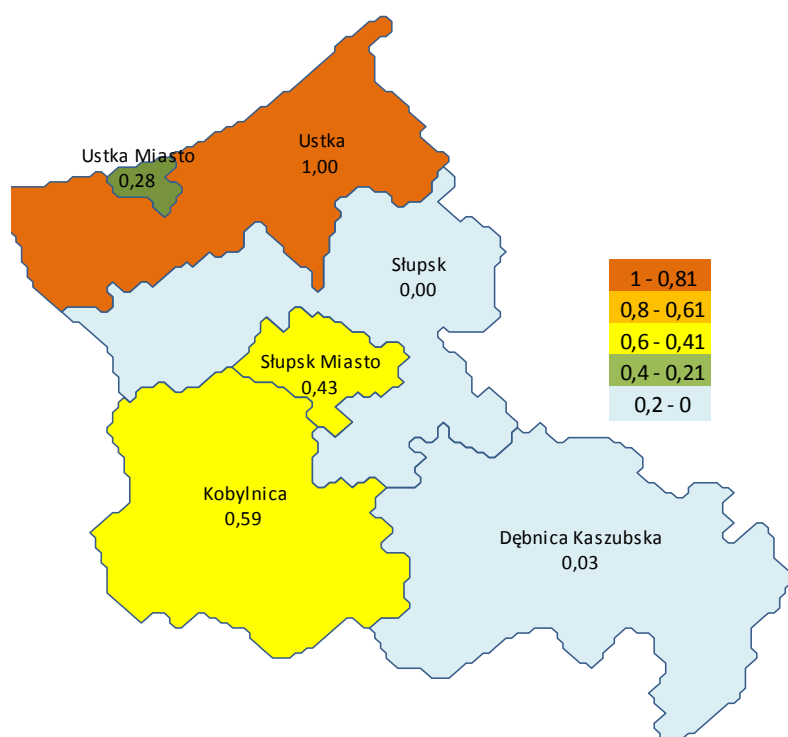 Ustka Miasto
0,28
Ustka
1,00
Słupsk
0,00
Słupsk Miasto
0,43
Kobylnica
0,59
Dębnica Kaszubska
0,03
1 - 0,81
0,8 - 0,61
0,6 - 0,41
0,4 - 0,21
0,2 - 0